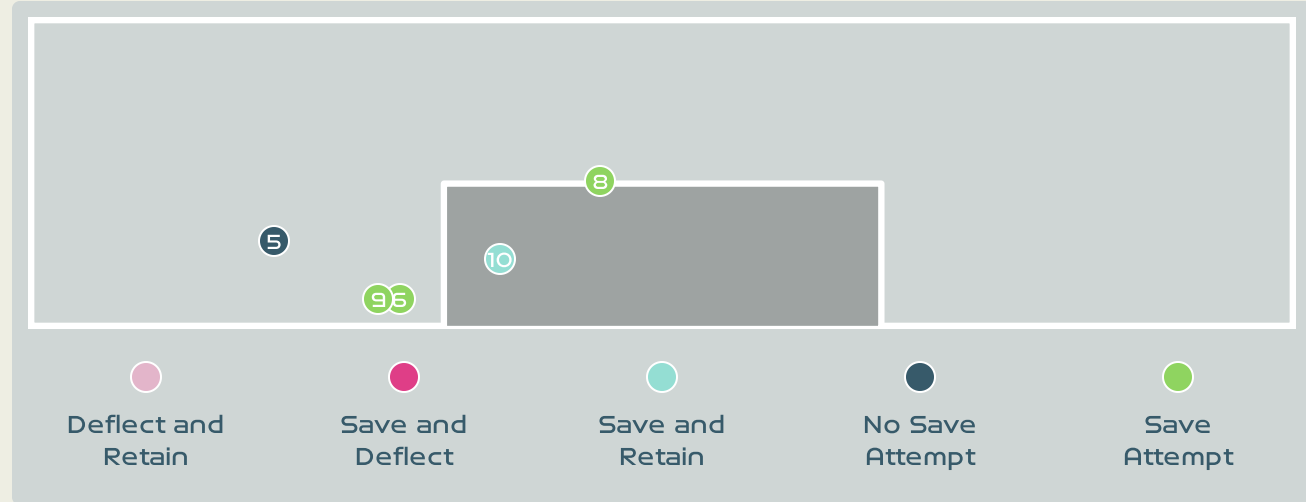 8
5
10
9 6
Deflect and
Retain
Save and
Deflect
Save and
Retain
No Save
Attempt
Save
Attempt